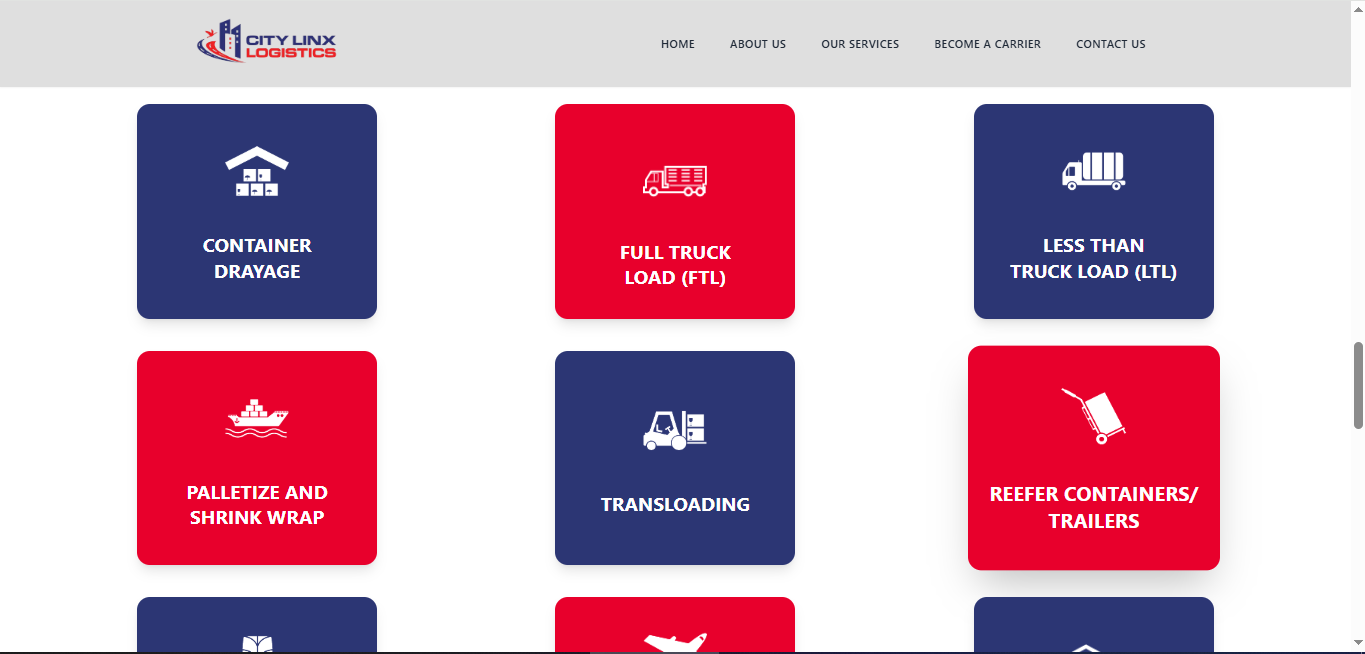 CITY LINX
LOGISTICS
HOME
ABOUT US
OUR SERVICES
BECOME A CARRIER
CONTACT US
CONTAINER
DRAYAGE
FULL TRUCK
LOAD (FTL)
LESS THAN
TRUCK LOAD (LTL)
PALLETIZE AND
SHRINK WRAP
TRANSLOADING
REEFER CONTAINERS/
TRAILERS